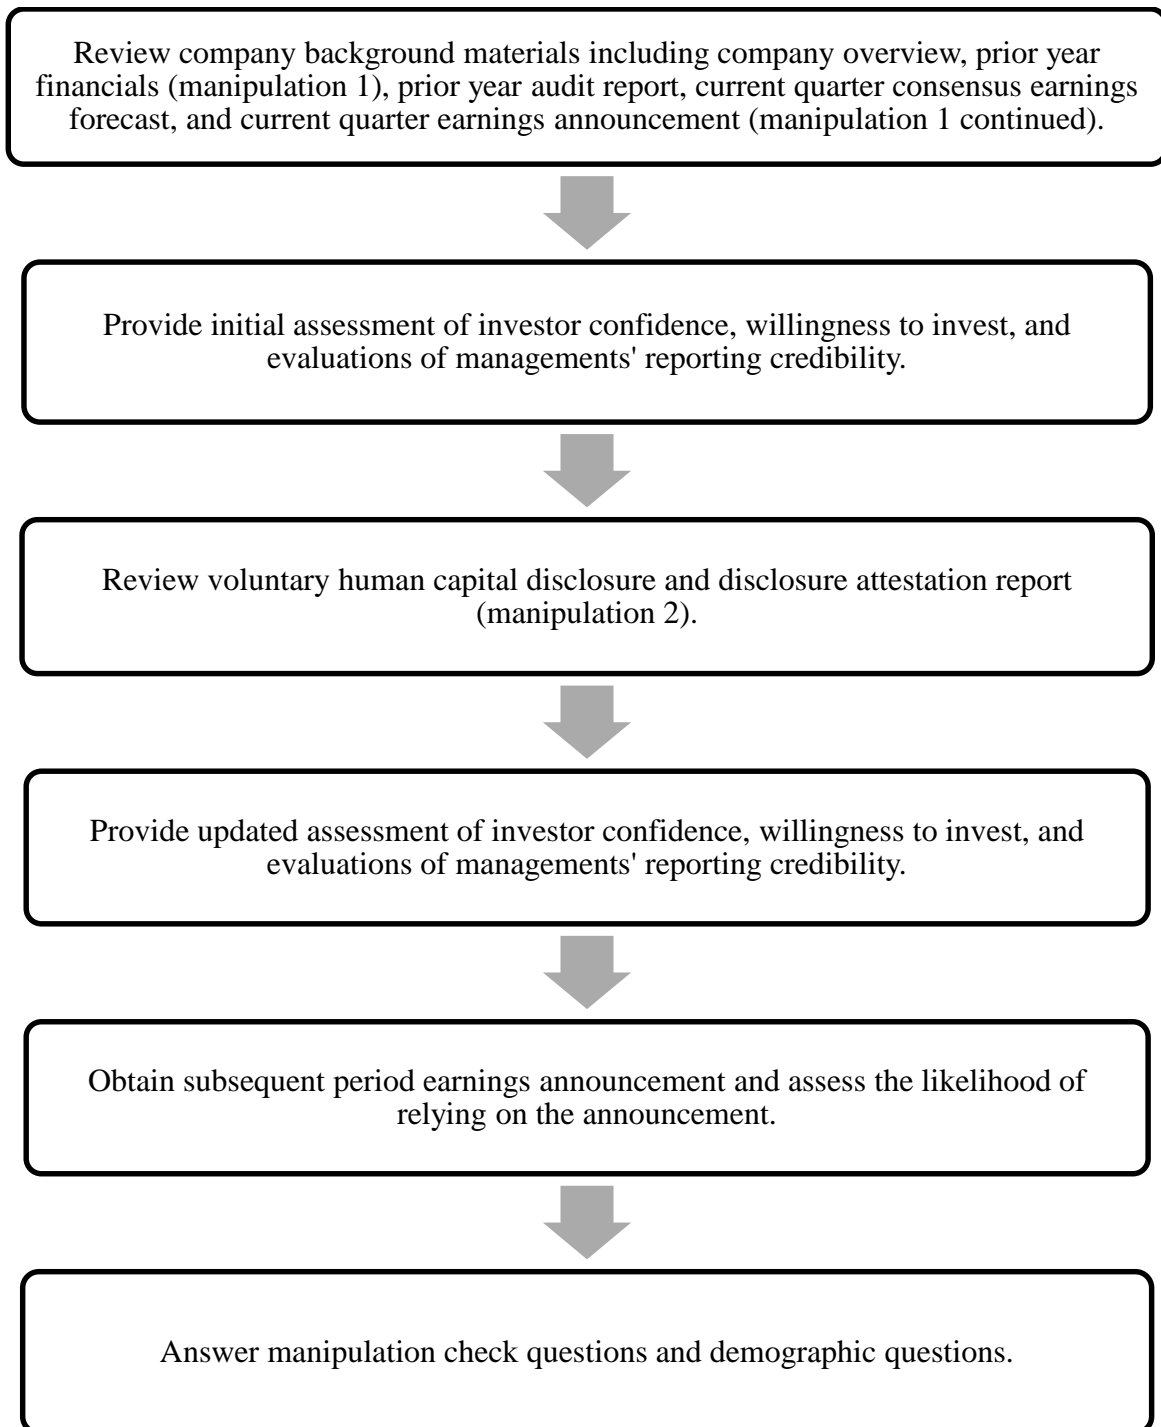 Review company background materials including company overview, prior year
financials (manipulation 1), prior year audit report, current quarter consensus earnings
forecast, and current quarter earnings announcement (manipulation 1 continued).
Provide initial assessment of investor confidence, willingness to invest, and
evaluations of managements' reporting credibility.
Review voluntary human capital disclosure and disclosure attestation report
(manipulation 2).
Provide updated assessment of investor confidence, willingness to invest, and
evaluations of managements' reporting credibility.
Obtain subsequent period earnings announcement and assess the likelihood of
relying on the announcement.
Answer manipulation check questions and demographic questions.